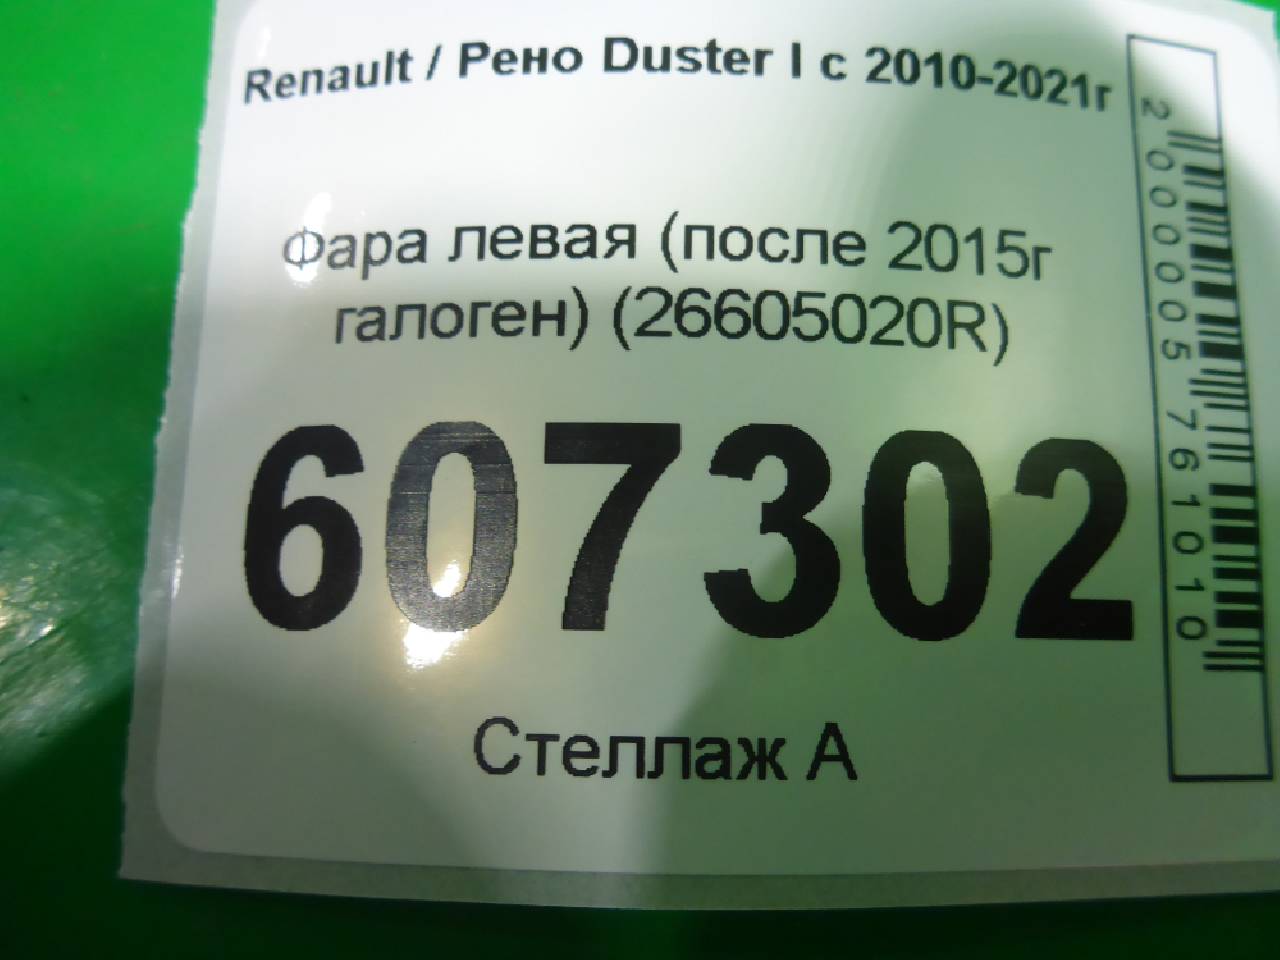 Renault / Рено Duster I с 2010-2021г
Фара левая (после 2015г
галоген) (26605020R)
607302
Стеллаж А
2000005761010